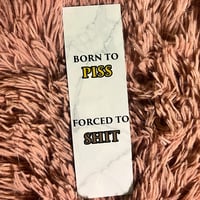 BORN TO
PISS
FORCED TO
SHIT